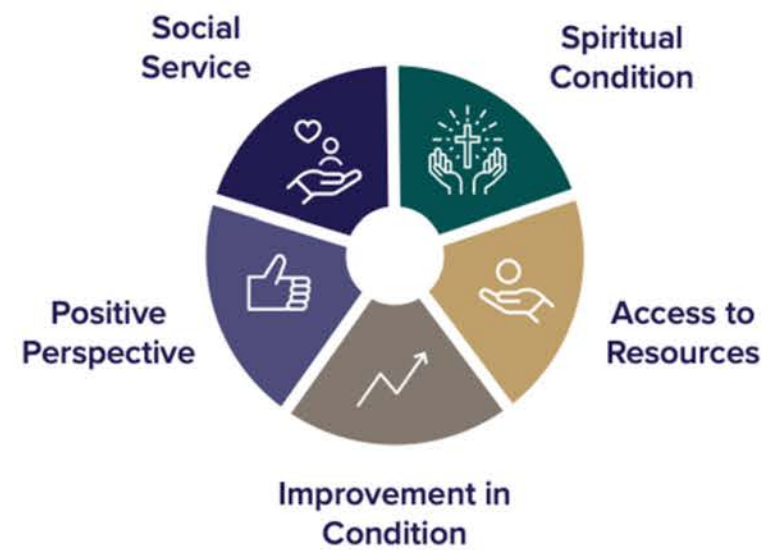 Social
Service
Spiritual
Condition
Positive
Perspective
Access to
Resources
Improvement in
Condition